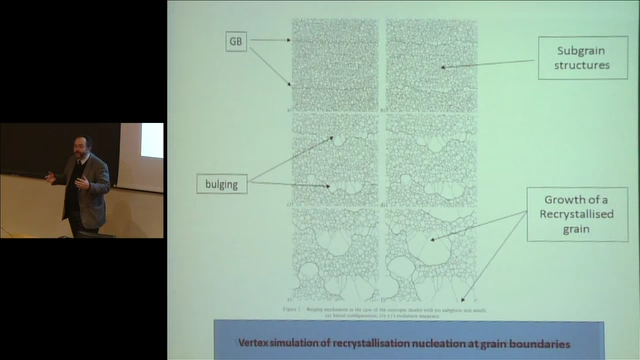 GB
Subgrain
structures
bulging
Growth of a
Recrystallised
grain
Vertex simulation of recrystallisation nucleation at grain boundaries